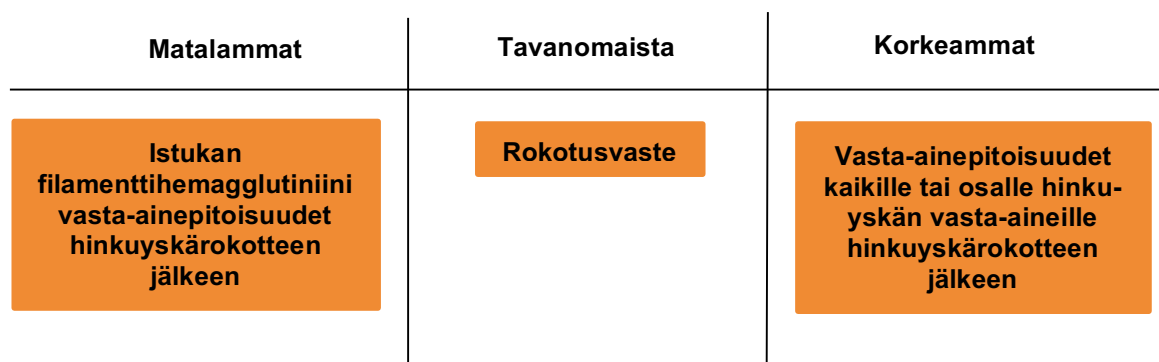 Matalammat
Tavanomaista
Korkeammat
Istukan
filamenttihemagglutiniini
vasta-ainepitoisuudet
hinkuyskärokotteen
jälkeen
Rokotusvaste
Vasta-ainepitoisuudet
kaikille tai osalle hinku-
yskän vasta-aineille
hinkuyskärokotteen
jälkeen